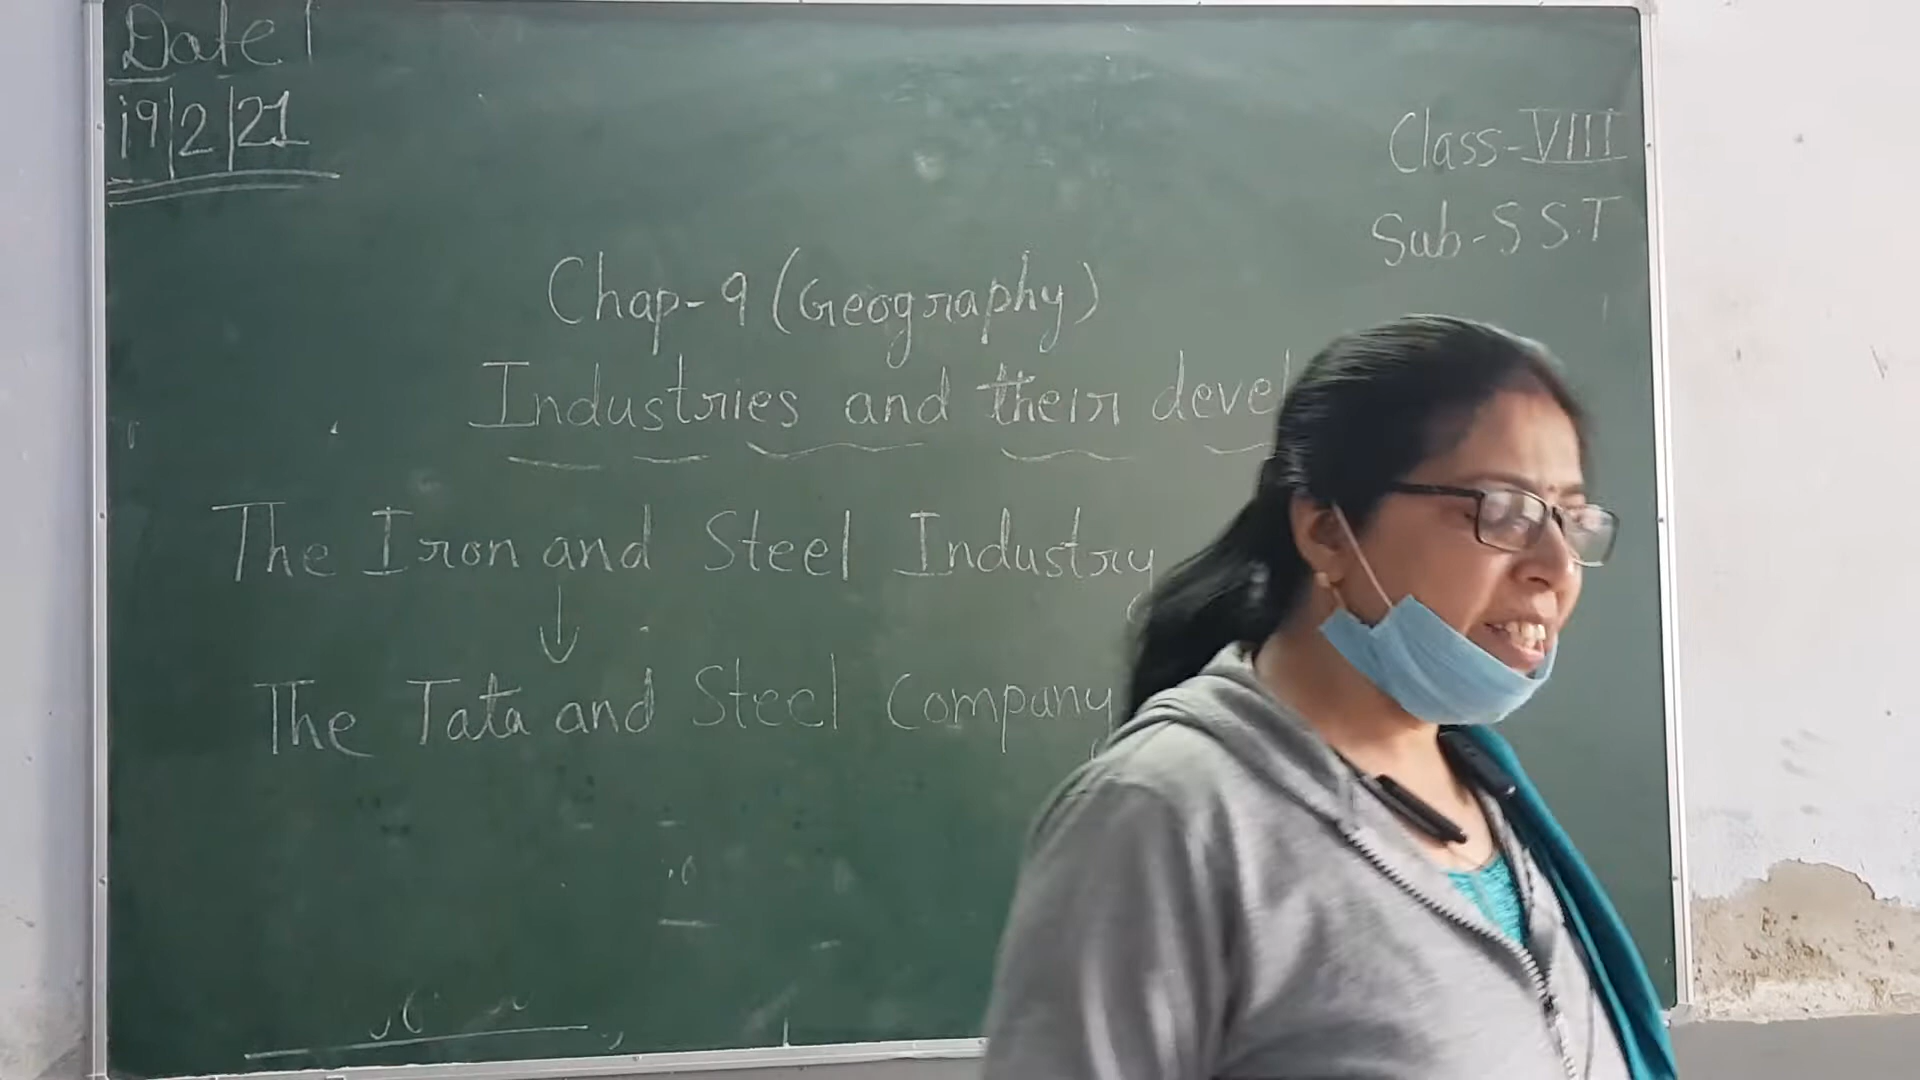 Date
19|2|21
Class-VIII
Sub-SST
Chap-9 (Geography)
Industries and their devel
The Iron and Steel Industry
↓
The Tata and Steel Company